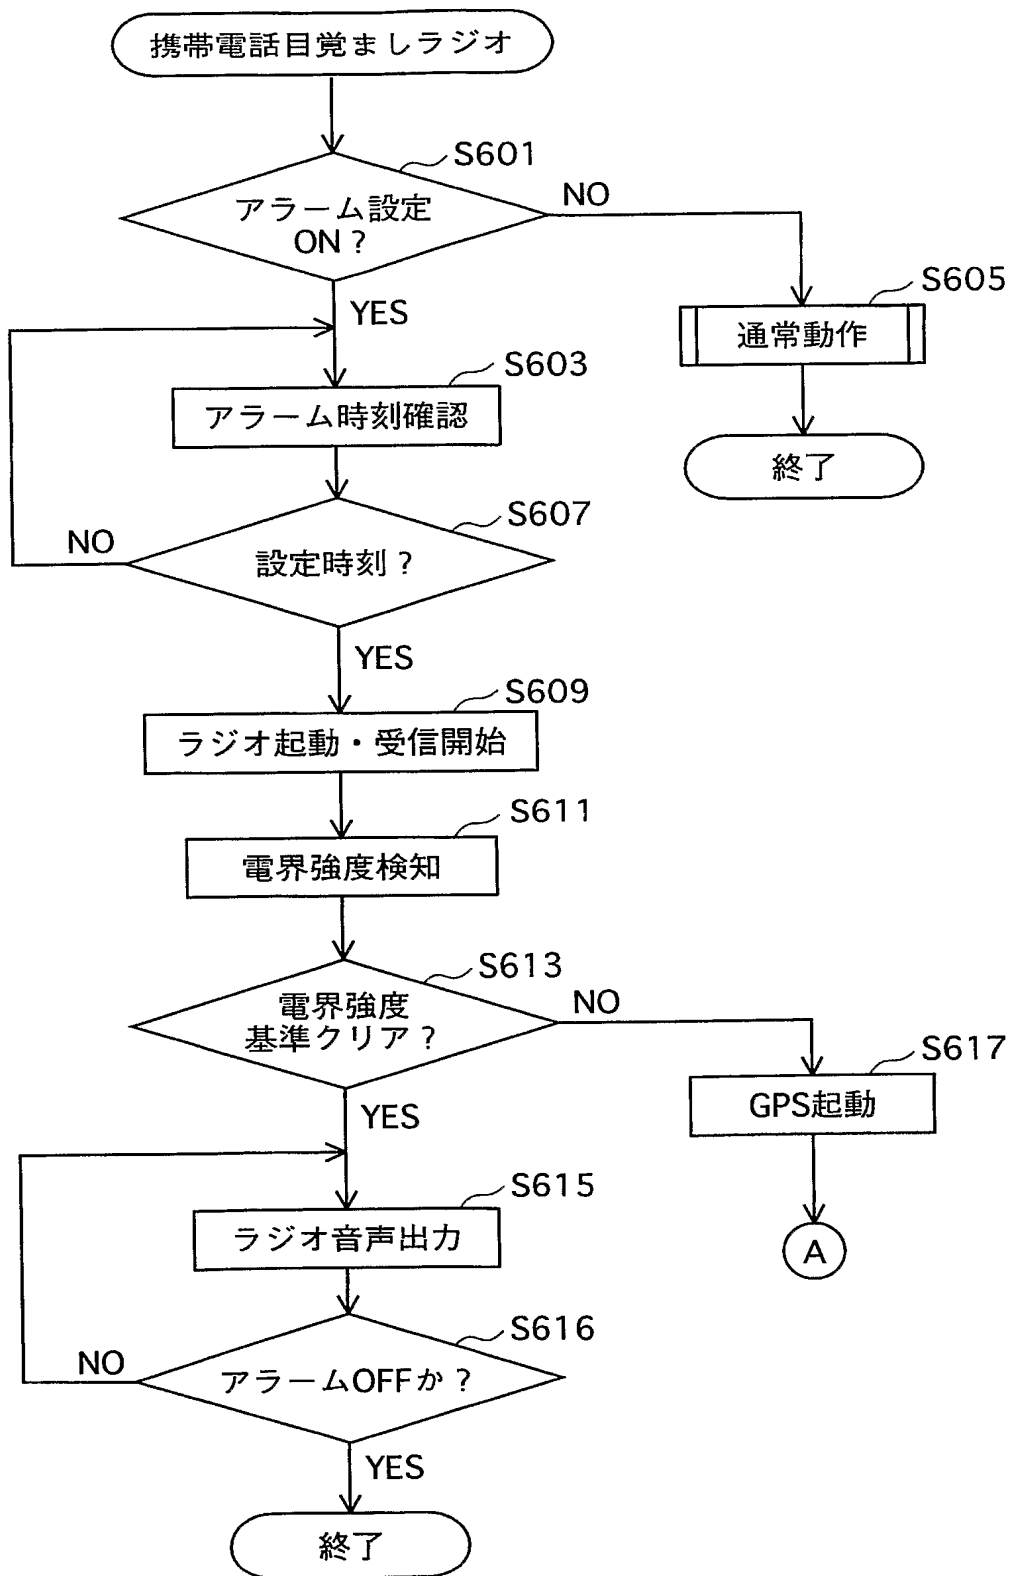 携帯電話目覚ましラジオ
S601
アラーム設定
ON？
NO
YES
S605
通常動作
終了
S603
アラーム時刻確認
S607
設定時刻？
NO
YES
S609
ラジオ起動・受信開始
S611
電界強度検知
S613
電界強度
基準クリア？
NO
YES
S617
GPS起動
A
S615
ラジオ音声出力
S616
アラームOFFか？
NO
YES
終了